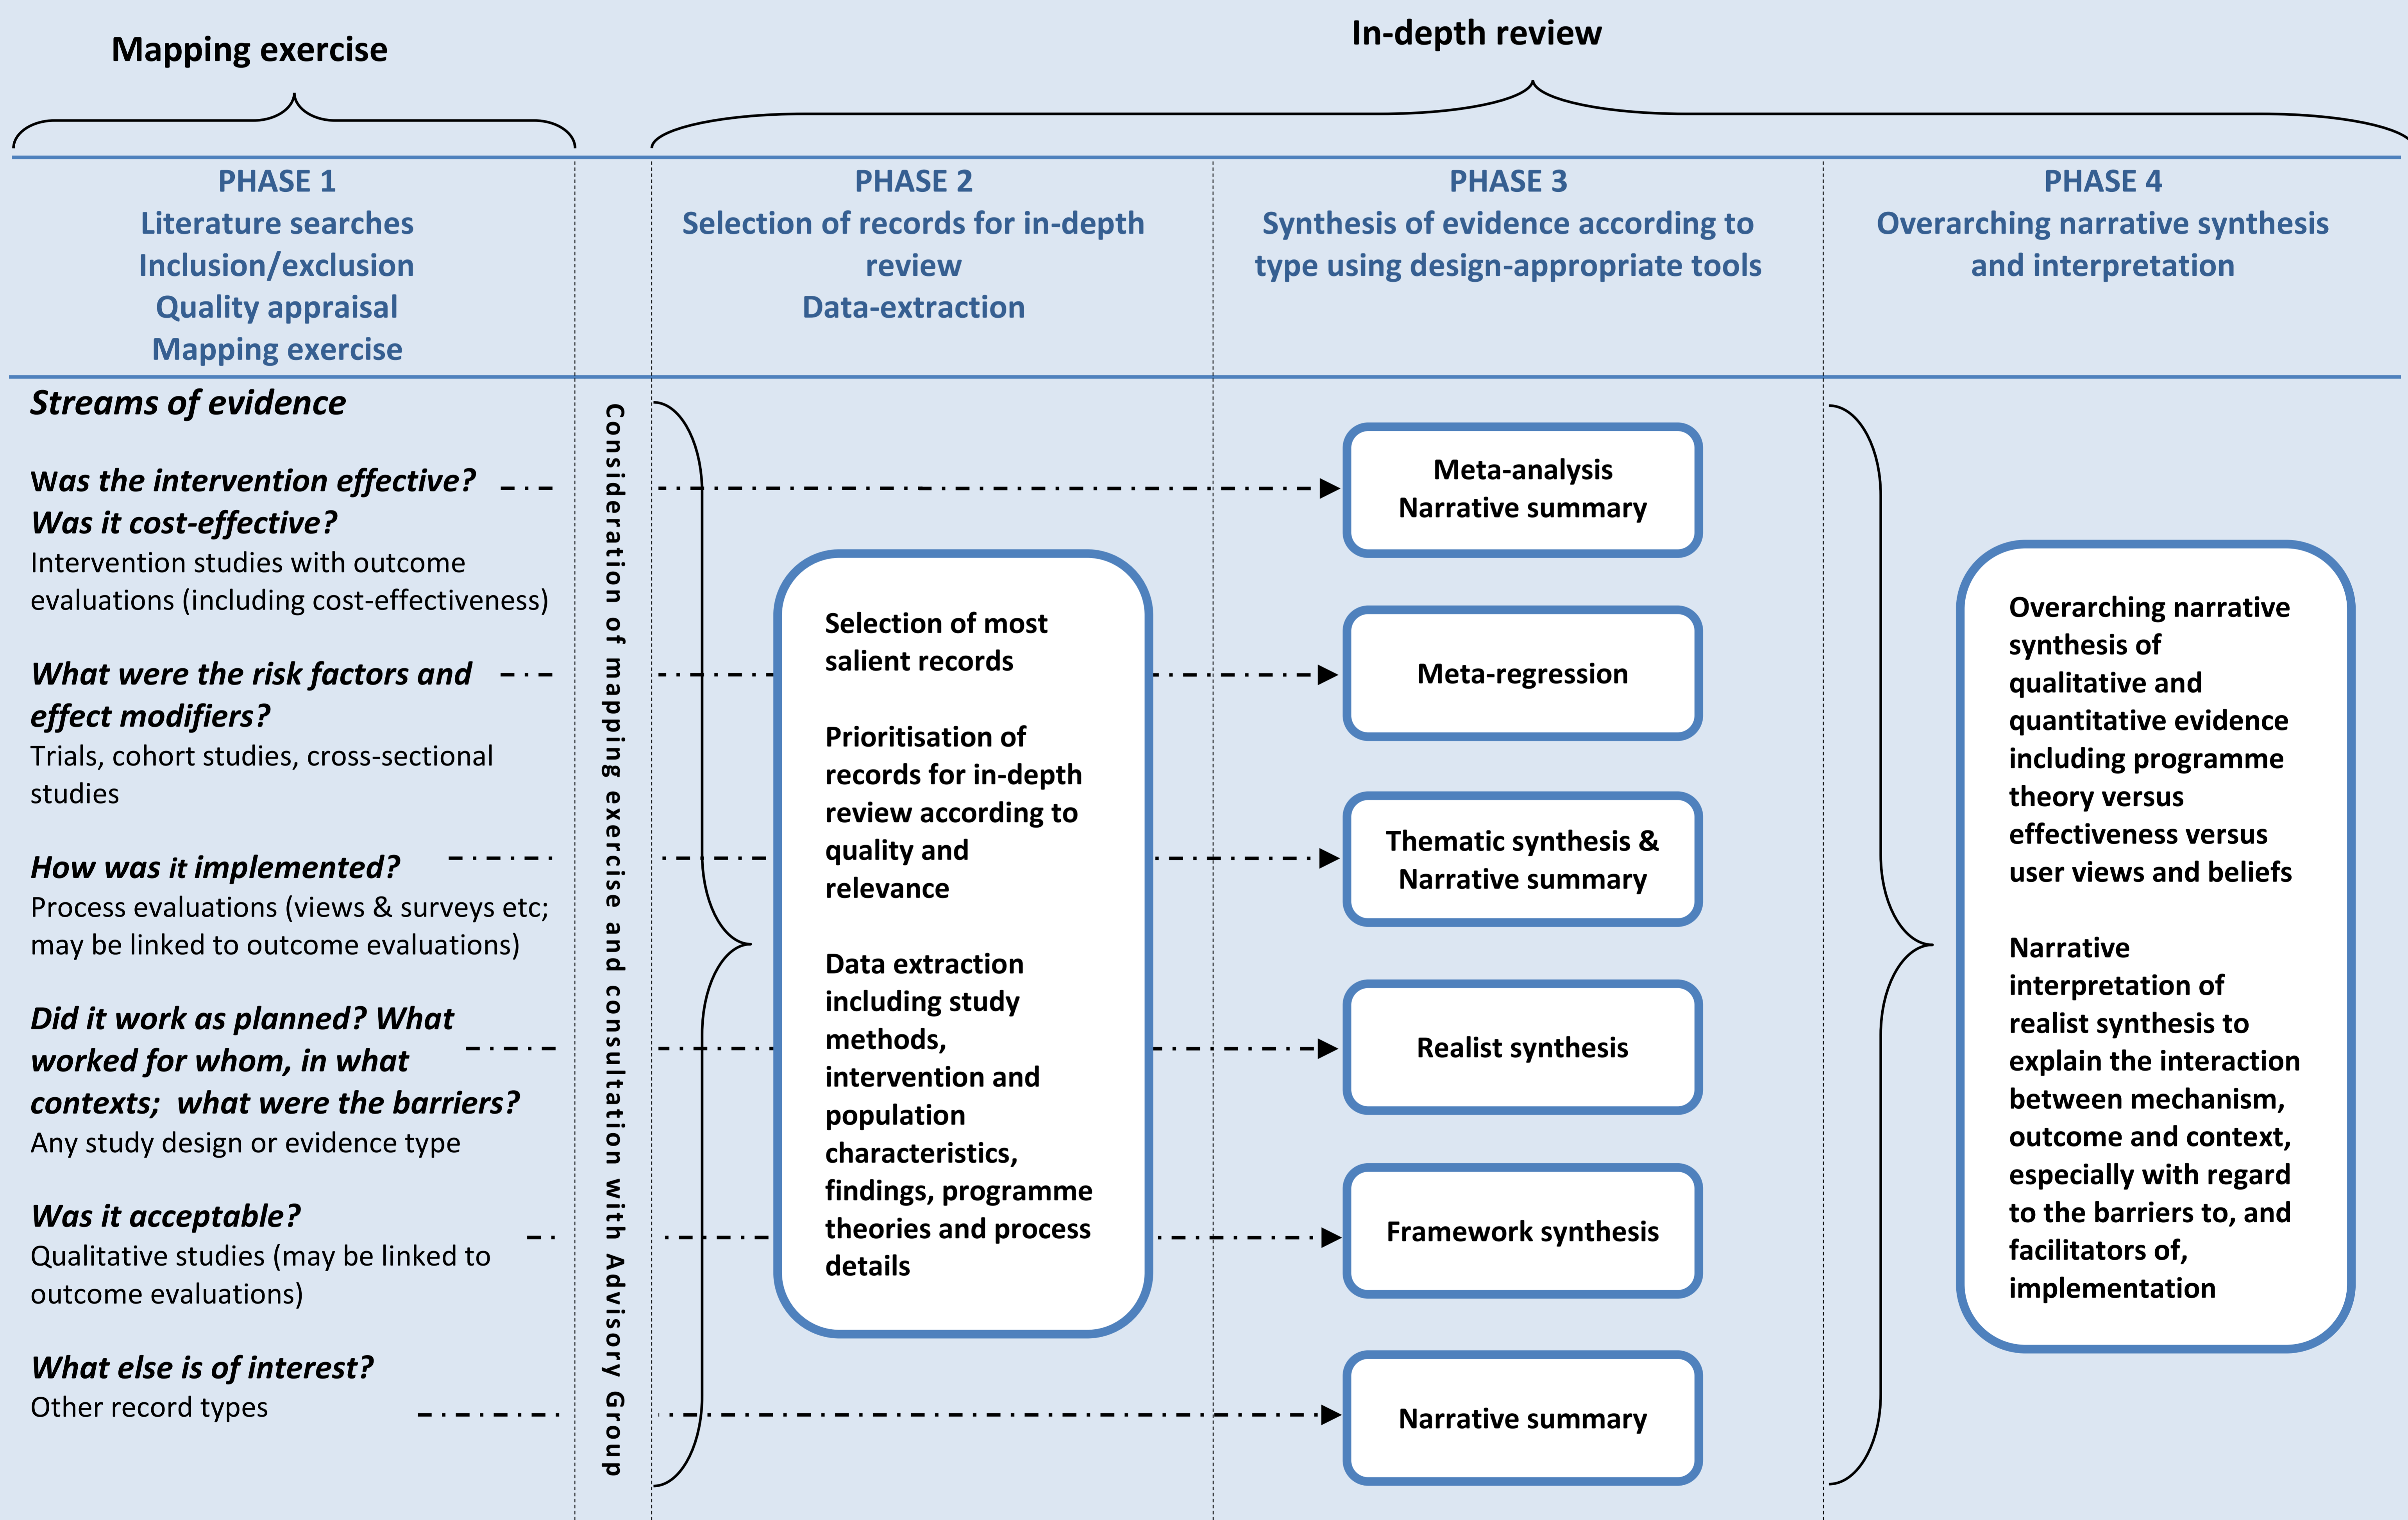 Mapping exercise
In-depth review
PHASE 1
Literature searches
Inclusion/exclusion
Quality appraisal
Mapping exercise
PHASE 2
Selection of records for in-depth
review
Data-extraction
PHASE 3
Synthesis of evidence according to
type using design-appropriate tools
PHASE 4
Overarching narrative synthesis
and interpretation
Streams of evidence
Was the intervention effective?
Was it cost-effective?
Intervention studies with outcome
evaluations (including cost-effectiveness)
What were the risk factors and
effect modifiers?
Trials, cohort studies, cross-sectional
studies
How was it implemented?
Process evaluations (views & surveys etc;
may be linked to outcome evaluations)
Did it work as planned? What
worked for whom, in what
contexts; what were the barriers?
Any study design or evidence type
Was it acceptable?
Qualitative studies (may be linked to
outcome evaluations)
What else is of interest?
Other record types
Consideration of mapping exercise and consultation with Advisory Group
Selection of most
salient records
Prioritisation of
records for in-depth
review according to
quality and
relevance
Data extraction
including study
methods,
intervention and
population
characteristics,
findings, programme
theories and process
details
Meta-analysis
Narrative summary
Meta-regression
Thematic synthesis &
Narrative summary
Realist synthesis
Framework synthesis
Narrative summary
Overarching narrative
synthesis of
qualitative and
quantitative evidence
including programme
theory versus
effectiveness versus
user views and beliefs
Narrative
interpretation of
realist synthesis to
explain the interaction
between mechanism,
outcome and context,
especially with regard
to the barriers to, and
facilitators of,
implementation